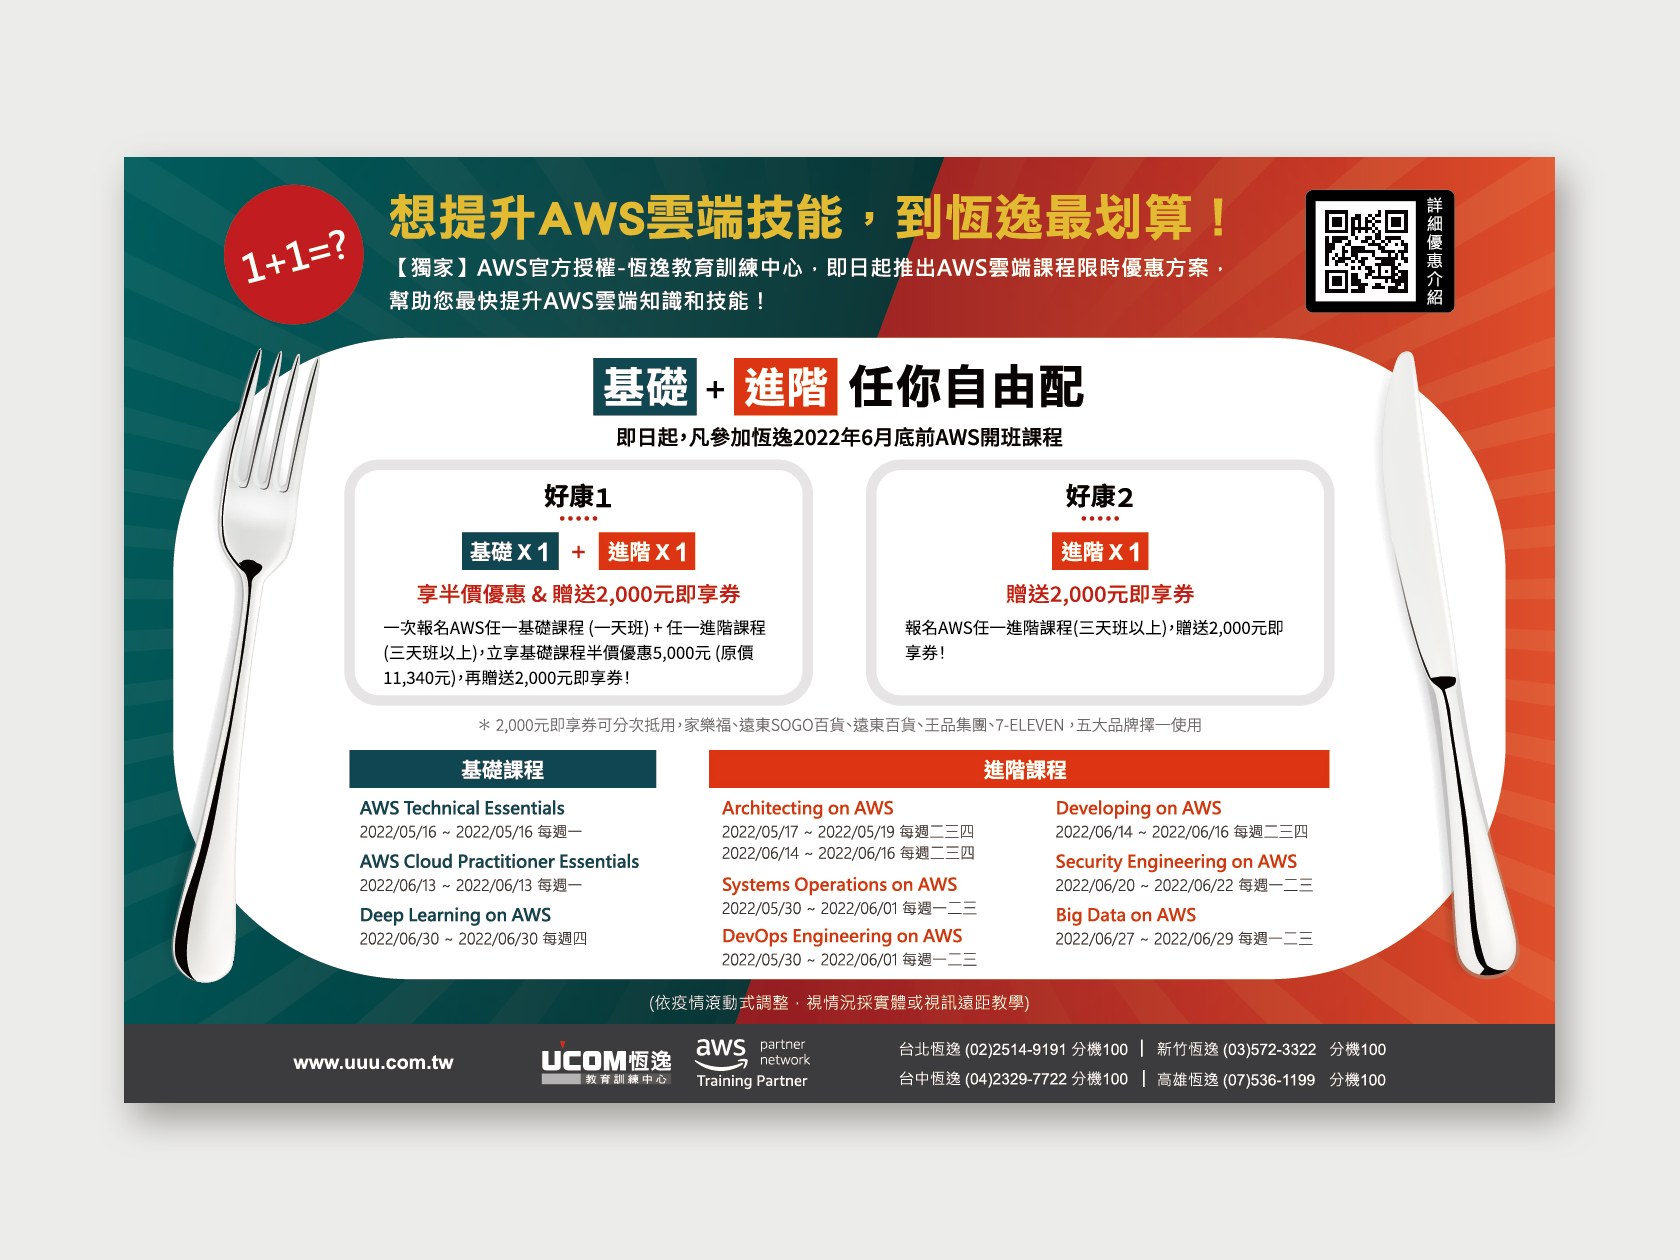 1+1=?
想提升AWS雲端技能，到恆逸最划算！
【獨家】AWS官方授權-恆逸教育訓練中心，即日起推出AWS雲端課程限時優惠方案，
幫助您最快提升AWS雲端知識和技能！
詳細優惠介紹
基礎 + 進階 任你自由配
即日起，凡參加恆逸2022年6月底前AWS開班課程
好康1
基礎 X 1 + 進階 X 1
享半價優惠 & 贈送2,000元即享券
一次報名AWS任一基礎課程 (一天班) + 任一進階課程
(三天班以上)，立享基礎課程半價優惠5,000元 (原價
11,340元)，再贈送2,000元即享券！
好康2
進階 X 1
贈送2,000元即享券
報名AWS任一進階課程(三天班以上)，贈送2,000元即
享券！
＊ 2,000元即享券可分次抵用，家樂福、遠東SOGO百貨、遠東百貨、王品集團、7-ELEVEN ，五大品牌擇一使用
基礎課程
AWS Technical Essentials
2022/05/16 ~ 2022/05/16 每週一
AWS Cloud Practitioner Essentials
2022/06/13 ~ 2022/06/13 每週一
Deep Learning on AWS
2022/06/30 ~ 2022/06/30 每週四
進階課程
Architecting on AWS
2022/05/17 ~ 2022/05/19 每週二三四
2022/06/14 ~ 2022/06/16 每週二三四
Systems Operations on AWS
2022/05/30 ~ 2022/06/01 每週一二三
DevOps Engineering on AWS
2022/05/30 ~ 2022/06/01 每週一二三
Developing on AWS
2022/06/14 ~ 2022/06/16 每週二三四
Security Engineering on AWS
2022/06/20 ~ 2022/06/22 每週一二三
Big Data on AWS
2022/06/27 ~ 2022/06/29 每週一二三
(依疫情滾動式調整，視情況採實體或視訊遠距教學)
www.uuu.com.tw
UCOM恆逸
教育訓練中心
aws partner network
Training Partner
台北恆逸 (02)2514-9191 分機100 | 新竹恆逸 (03)572-3322 分機100
台中恆逸 (04)2329-7722 分機100 | 高雄恆逸 (07)536-1199 分機100